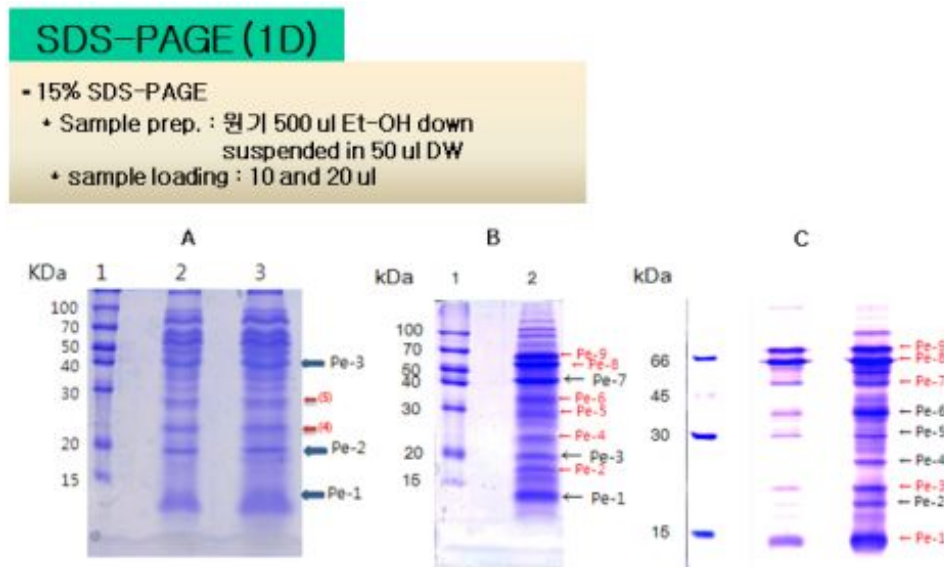 SDS-PAGE(1D)
- 15% SDS-PAGE
* Sample prep. : 원기 500 ul Et-OH down
suspended in 50 ul DW
* sample loading : 10 and 20 ul
A
KDa 1 2 3
100
70
50
40
30
20
15
Pe-3
(5)
(4)
Pe-2
Pe-1
B
kDa 1 2
100
70
50
40
30
20
15
Pe-9
Pe-8
Pe-7
Pe-6
Pe-5
Pe-4
Pe-3
Pe-2
Pe-1
C
kDa
66
45
30
15
Pe-9
Pe-8
Pe-7
Pe-6
Pe-5
Pe-4
Pe-3
Pe-2
Pe-1